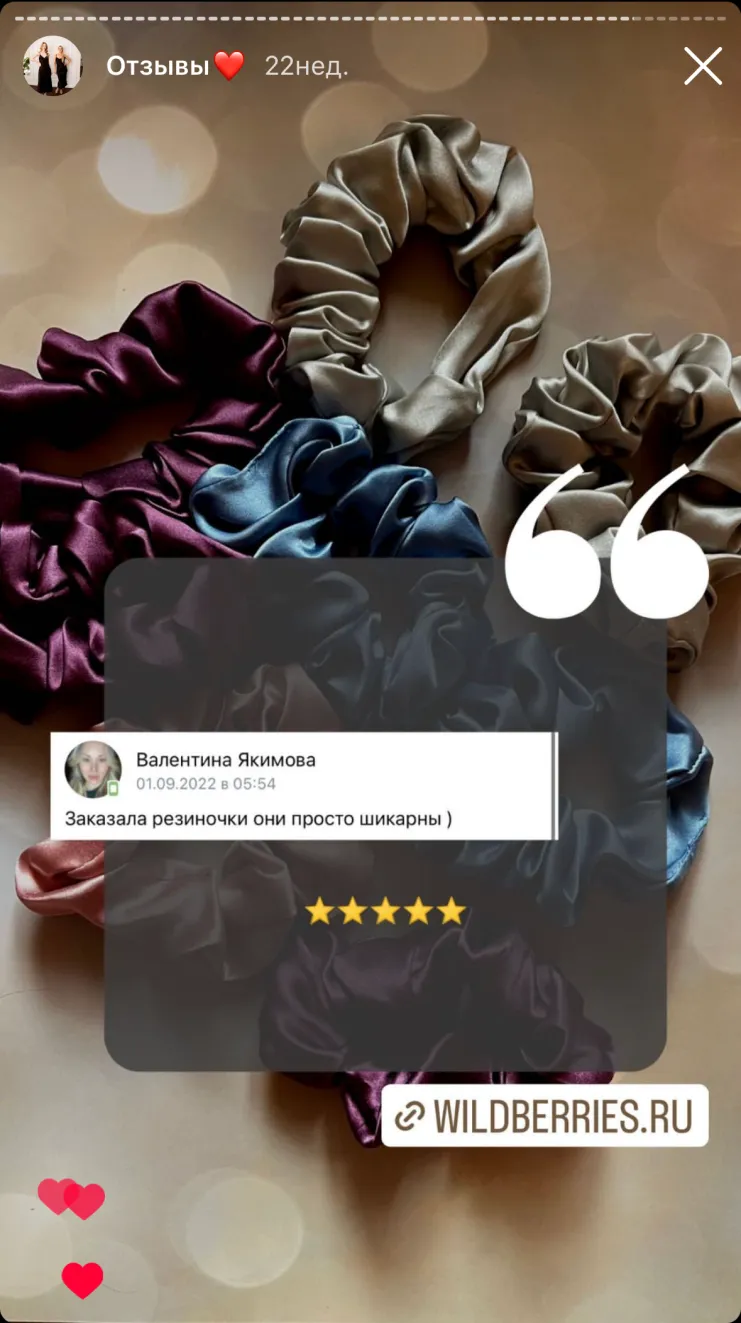 Отзывы❤️ 22нед.
Валентина Якимова
01.09.2022 в 05:54
Заказала резиночки они просто шикарны )
WILDBERRIES.RU